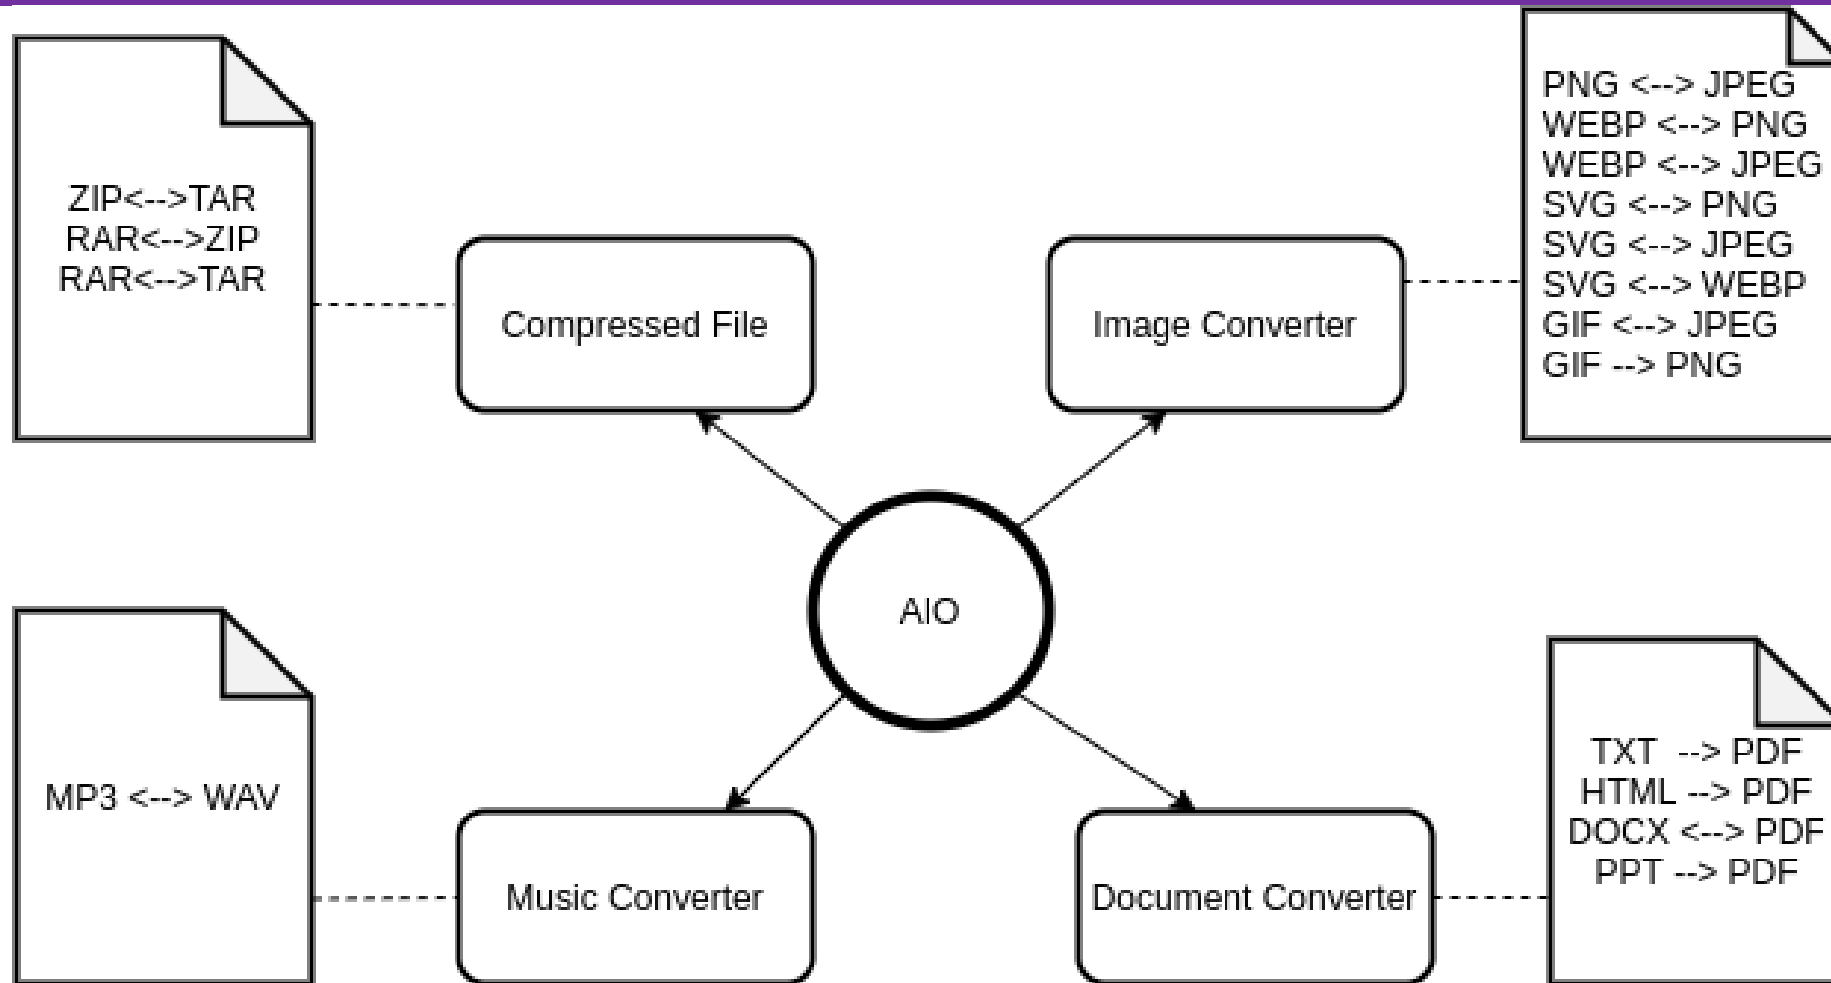 ZIP<-->TAR
RAR<-->ZIP
RAR<-->TAR
Compressed File
Image Converter
PNG <--> JPEG
WEBP <--> PNG
WEBP <--> JPEG
SVG <--> PNG
SVG <--> JPEG
SVG <--> WEBP
GIF <--> JPEG
GIF --> PNG
AIO
MP3 <--> WAV
Music Converter
Document Converter
TXT  --> PDF
HTML --> PDF
DOCX <--> PDF
PPT --> PDF